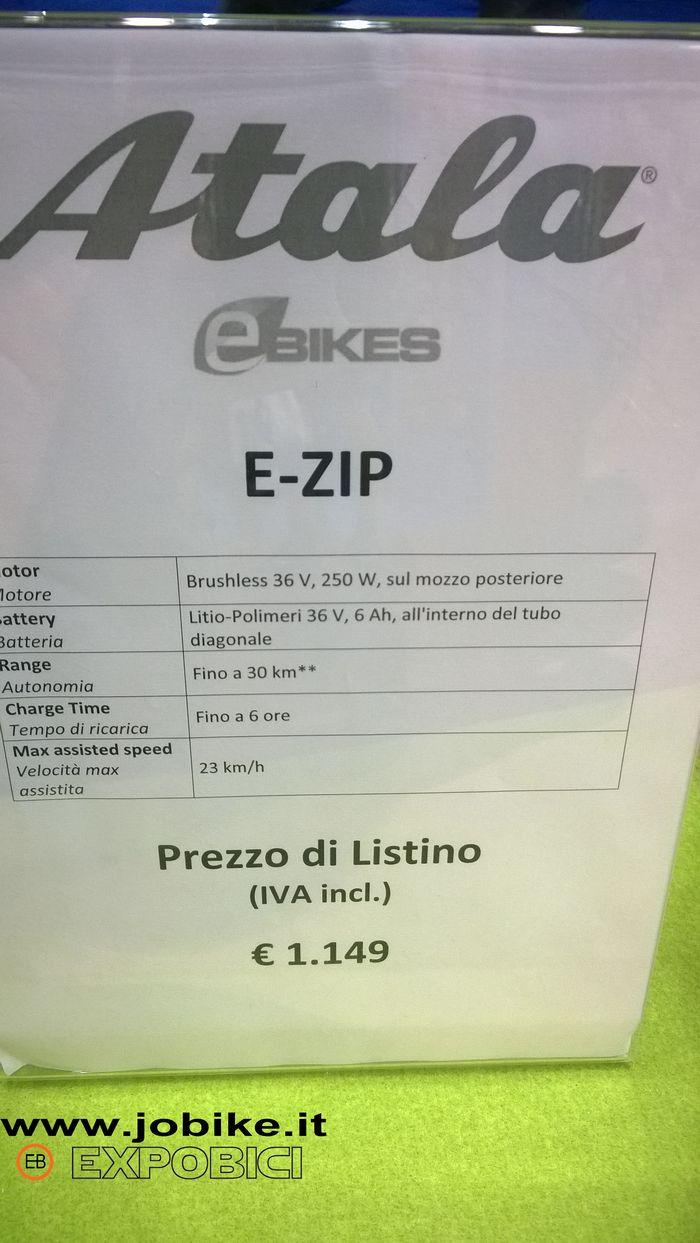 Atala®
eBIKES
E-ZIP
otor
Motore
Brushless 36 V, 250 W, sul mozzo posteriore
attery
Batteria
Litio-Polimeri 36 V, 6 Ah, all'interno del tubo
diagonale
Range
Autonomia
Fino a 30 km**
Charge Time
Tempo di ricarica
Fino a 6 ore
Max assisted speed
Velocità max
assistita
23 km/h
Prezzo di Listino
(IVA incl.)
€ 1.149
www.jobike.it
EB EXPOBICI